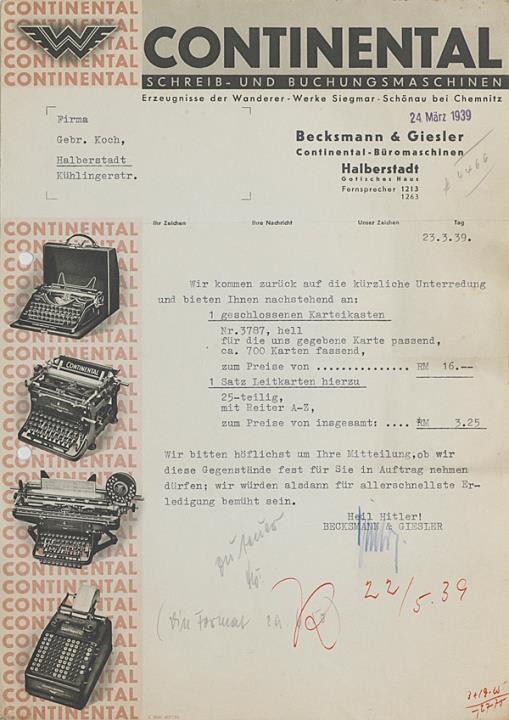 CONTINENTAL
CONTINENTAL
CONTINENTAL
CONTINENTAL
W
CONTINENTAL
SCHREIB- UND BUCHUNGSMASCHINEN
Erzeugnisse der Wanderer-Werke Siegmar-Schönau bei Chemnitz
24. März 1939
Firma
Gebr. Koch,
Halberstadt
Kühlingerstr.
Becksmann & Giesler
Continental-Büromaschinen
Halberstadt
Gotisches Haus
Fernsprecher 1213
1263
Ihr Zeichen Ihre Nachricht Unser Zeichen Tag
23.3.39.
Wir kommen zurück auf die kürzliche Unterredung
und bieten Ihnen nachstehend an:
1 geschlossenen Karteikasten
Nr.3787, hell
für die uns gegebene Karte passend,
ca. 700 Karten fassend,
zum Preise von ............... RM 16.--
1 Satz Leitkarten hierzu
25-teilig,
mit Reiter A-Z,
zum Preise von insgesamt: .... RM 3.25
Wir bitten höflichst um Ihre Mitteilung,ob wir
diese Gegenstände fest für Sie in Auftrag nehmen
dürfen; wir würden alsdann für allerschnellste Er-
ledigung bemüht sein.
Heil Hitler!
BECKSMANN & GIESLER
zu teuer
22/5.39
CONTINENTAL
CONTINENTAL
CONTINENTAL
CONTINENTAL